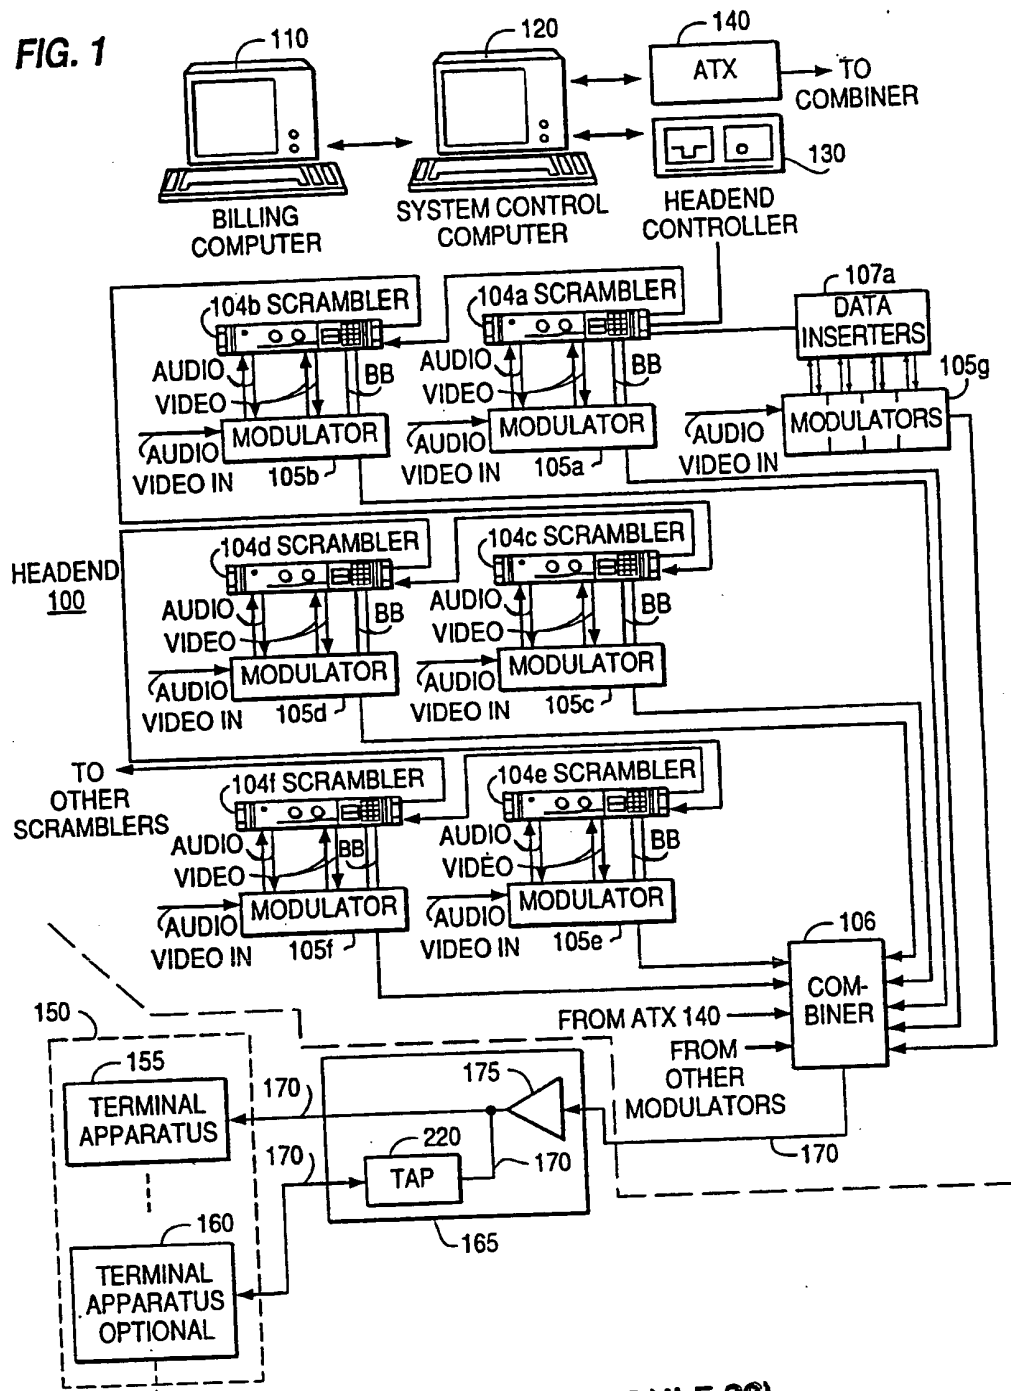 FIG. 1
110
120
140
ATX
TO
COMBINER
130
BILLING
COMPUTER
SYSTEM CONTROL
COMPUTER
HEADEND
CONTROLLER
107a
DATA
INSERTERS
104b SCRAMBLER
104a SCRAMBLER
AUDIO
VIDEO
BB
AUDIO
VIDEO
BB
105g
MODULATORS
MODULATOR
MODULATOR
AUDIO
VIDEO IN
105b
AUDIO
VIDEO IN
105a
AUDIO
VIDEO IN
HEADEND
100
104d SCRAMBLER
104c SCRAMBLER
AUDIO
VIDEO
BB
AUDIO
VIDEO
BB
MODULATOR
MODULATOR
AUDIO
VIDEO IN
105d
AUDIO
VIDEO IN
105c
TO
OTHER
SCRAMBLERS
104f SCRAMBLER
104e SCRAMBLER
AUDIO
VIDEO
BB
AUDIO
VIDEO
BB
MODULATOR
MODULATOR
AUDIO
VIDEO IN
105f
AUDIO
VIDEO IN
105e
106
COM-
BINER
FROM ATX 140
FROM
OTHER
MODULATORS
150
155
TERMINAL
APPARATUS
170
175
170
220
TAP
170
170
165
160
TERMINAL
APPARATUS
OPTIONAL